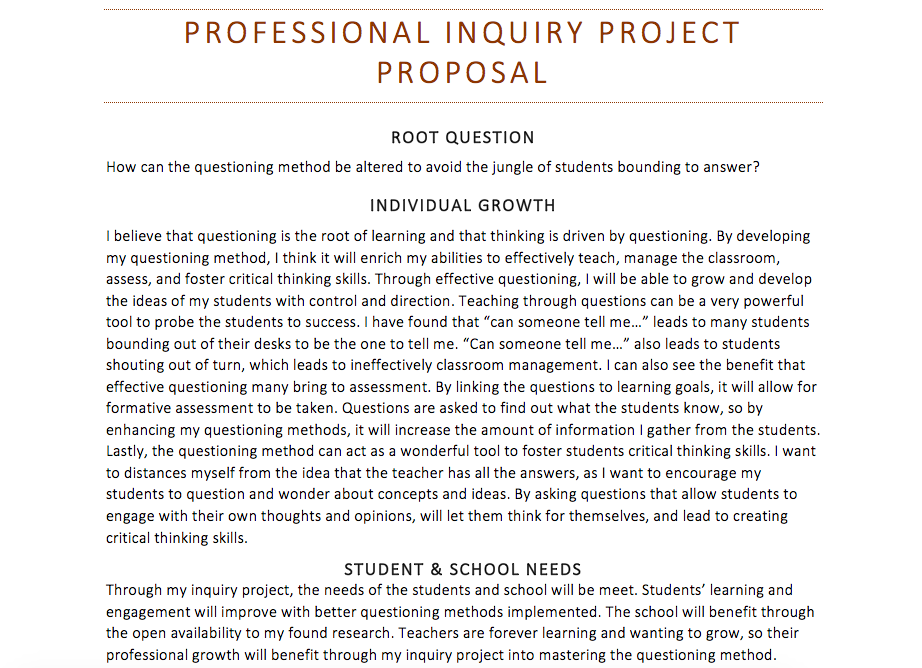 PROFESSIONAL INQUIRY PROJECT
PROPOSAL
ROOT QUESTION
How can the questioning method be altered to avoid the jungle of students bounding to answer?
INDIVIDUAL GROWTH
I believe that questioning is the root of learning and that thinking is driven by questioning. By developing
my questioning method, I think it will enrich my abilities to effectively teach, manage the classroom,
assess, and foster critical thinking skills. Through effective questioning, I will be able to grow and develop
the ideas of my students with control and direction. Teaching through questions can be a very powerful
tool to probe the students to success. I have found that “can someone tell me…” leads to many students
bounding out of their desks to be the one to tell me. “Can someone tell me…” also leads to students
shouting out of turn, which leads to ineffectively classroom management. I can also see the benefit that
effective questioning many bring to assessment. By linking the questions to learning goals, it will allow for
formative assessment to be taken. Questions are asked to find out what the students know, so by
enhancing my questioning methods, it will increase the amount of information I gather from the students.
Lastly, the questioning method can act as a wonderful tool to foster students critical thinking skills. I want
to distances myself from the idea that the teacher has all the answers, as I want to encourage my
students to question and wonder about concepts and ideas. By asking questions that allow students to
engage with their own thoughts and opinions, will let them think for themselves, and lead to creating
critical thinking skills.
STUDENT & SCHOOL NEEDS
Through my inquiry project, the needs of the students and school will be meet. Students’ learning and
engagement will improve with better questioning methods implemented. The school will benefit through
the open availability to my found research. Teachers are forever learning and wanting to grow, so their
professional growth will benefit through my inquiry project into mastering the questioning method.